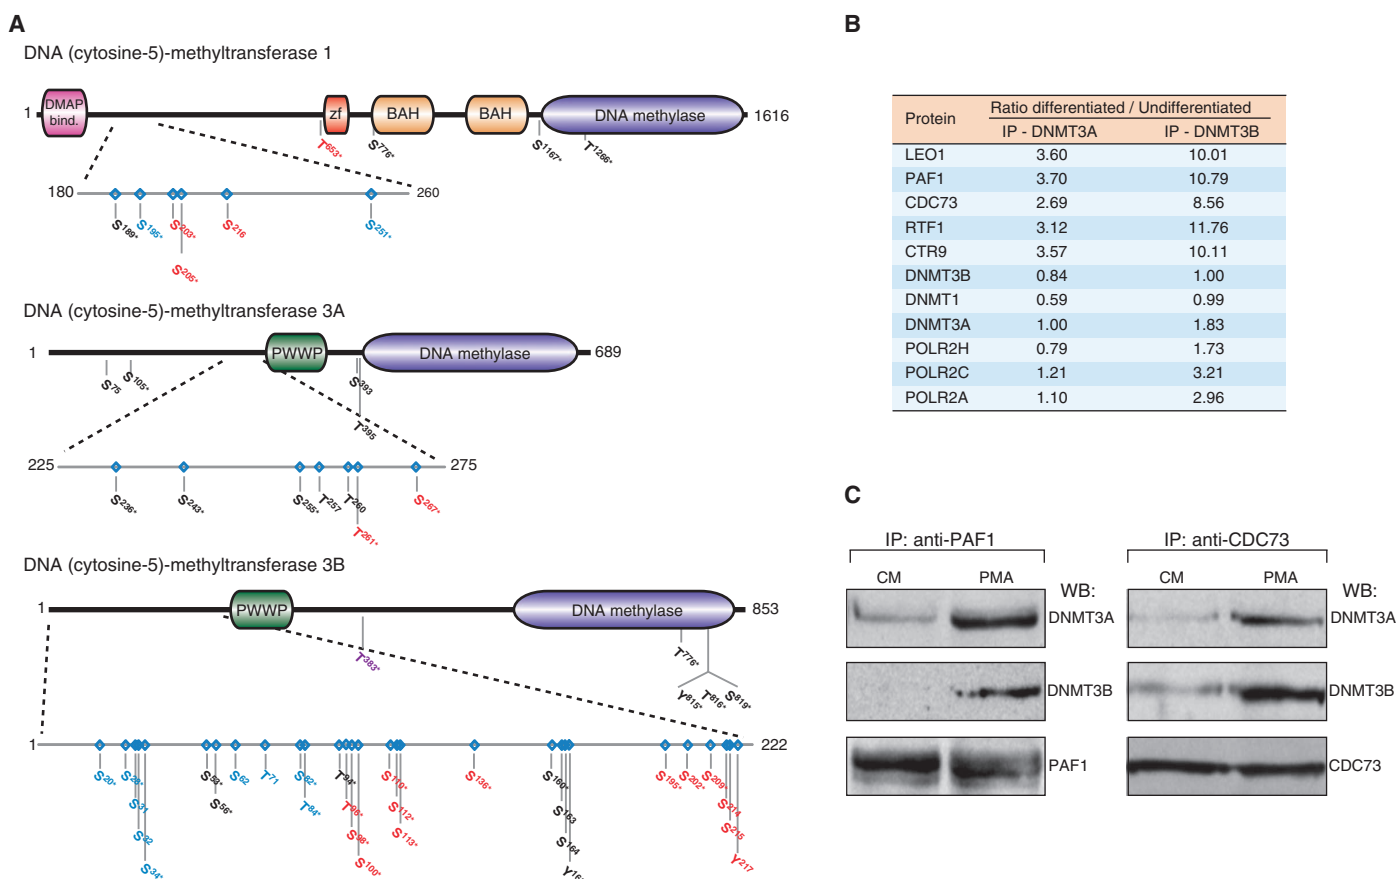 A
DNA (cytosine-5)-methyltransferase 1
1
DMAP bind.
zf
BAH
BAH
DNA methylase
1616
T653*
S776*
S1167*
T1266*
180
260
S189*
S195*
S203*
S216
S251*
S205*
DNA (cytosine-5)-methyltransferase 3A
1
PWWP
DNA methylase
689
S75
S105*
S393
T395
225
275
S236*
S243*
S255*
T257
T260
S267*
T261*
DNA (cytosine-5)-methyltransferase 3B
1
PWWP
DNA methylase
853
T383*
T776*
Y815*
T816*
S819*
1
222
S20*
S31
S34*
S56*
S62
T71
S82*
T84*
T94*
S100*
S110*
S112*
S113*
S136*
S163
S164
S195*
S202*
S209*
S214
S215
Y217
B
Protein
Ratio differentiated / Undifferentiated
IP - DNMT3A IP - DNMT3B
LEO1 3.60 10.01
PAF1 3.70 10.79
CDC73 2.69 8.56
RTF1 3.12 11.76
CTR9 3.57 10.11
DNMT3B 0.84 1.00
DNMT1 0.59 0.99
DNMT3A 1.00 1.83
POLR2H 0.79 1.73
POLR2C 1.21 3.21
POLR2A 1.10 2.96
C
IP: anti-PAF1
CM PMA
WB:
DNMT3A
DNMT3B
PAF1
IP: anti-CDC73
CM PMA
WB:
DNMT3A
DNMT3B
CDC73